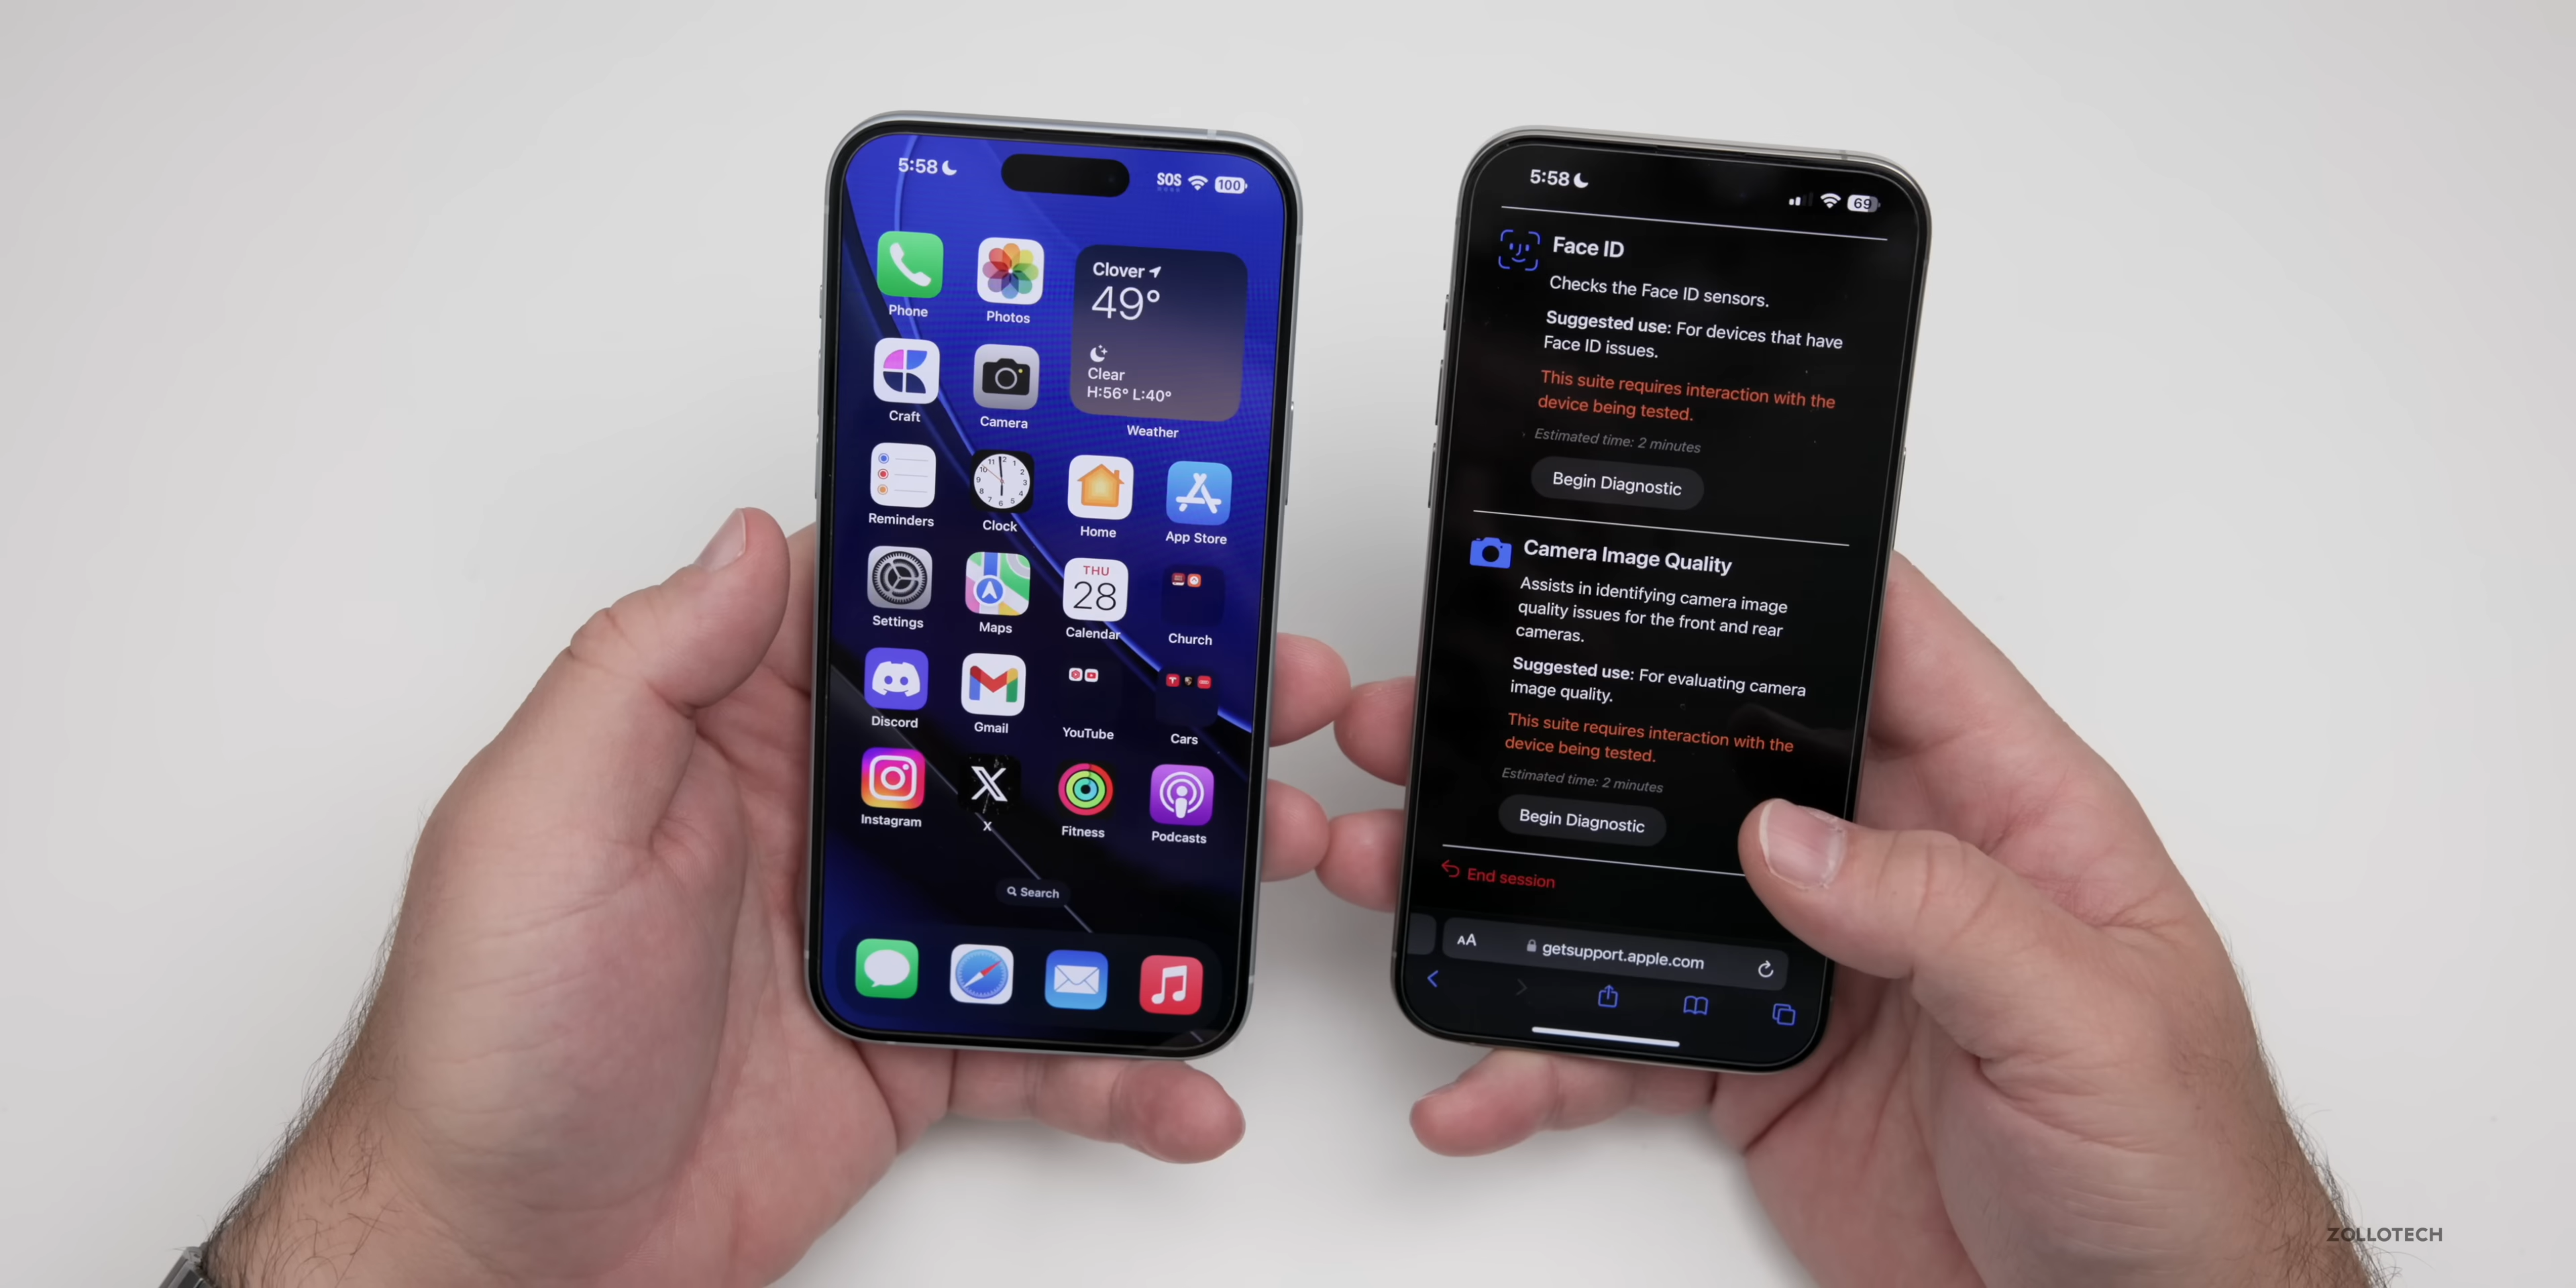 5:58
SOS
100
Clover
49°
Clear
H:56° L:40°
Phone
Photos
Weather
Craft
Camera
Reminders
Clock
Home
App Store
THU
28
Settings
Maps
Calendar
Church
Discord
Gmail
YouTube
Cars
Instagram
X
Fitness
Podcasts
Search
5:58
69
Face ID
Checks the Face ID sensors.
Suggested use: For devices that have
Face ID issues.
This suite requires interaction with the
device being tested.
Estimated time: 2 minutes
Begin Diagnostic
Camera Image Quality
Assists in identifying camera image
quality issues for the front and rear
cameras.
Suggested use: For evaluating camera
image quality.
This suite requires interaction with the
device being tested.
Estimated time: 2 minutes
Begin Diagnostic
End session
AA
getsupport.apple.com
ZOLLOTECH